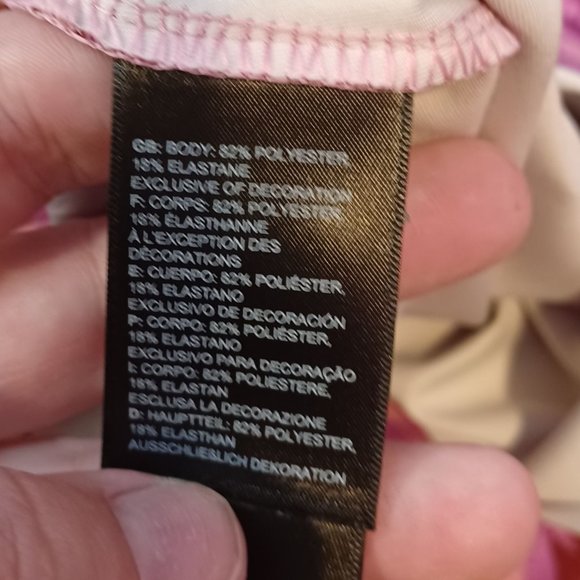 GB: BODY: 82% POLYESTER,
18% ELASTANE
EXCLUSIVE OF DECORATION
F: CORPS: 82% POLYESTER,
18% ÉLASTHANNE
À L'EXCEPTION DES
DÉCORATIONS
E: CUERPO: 82% POLIÉSTER,
18% ELASTANO
EXCLUSIVO DE DECORACIÓN
P: CORPO: 82% POLIÉSTER,
18% ELASTANO
EXCLUSIVO PARA DECORAÇÃO
I: CORPO: 82% POLIESTERE,
18% ELASTAN
ESCLUSA LA DECORAZIONE
D: HAUPTTEIL: 82% POLYESTER,
18% ELASTHAN
AUSSCHLIESLICH DEKORATION